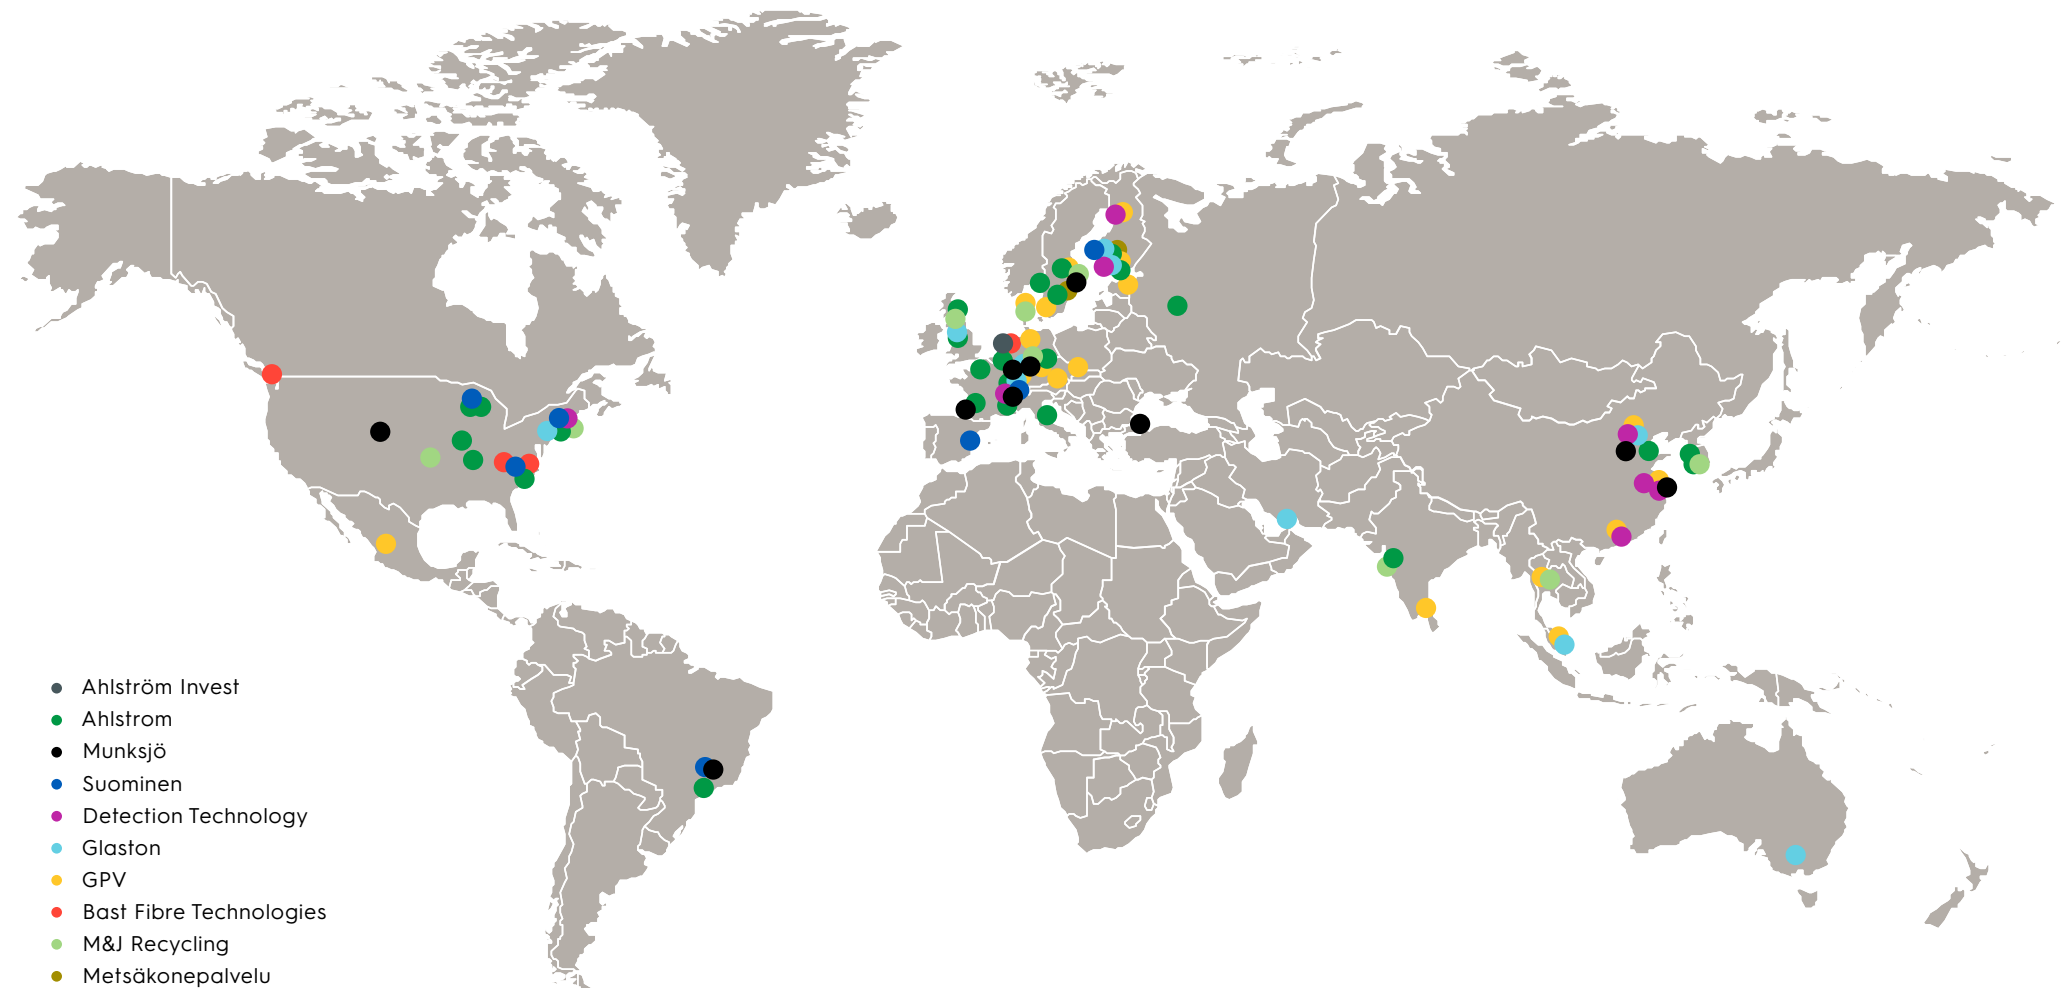 Ahlström Invest
Ahlstrom
Munksjö
Suominen
Detection Technology
Glaston
GPV
Bast Fibre Technologies
M&J Recycling
Metsäkonepalvelu